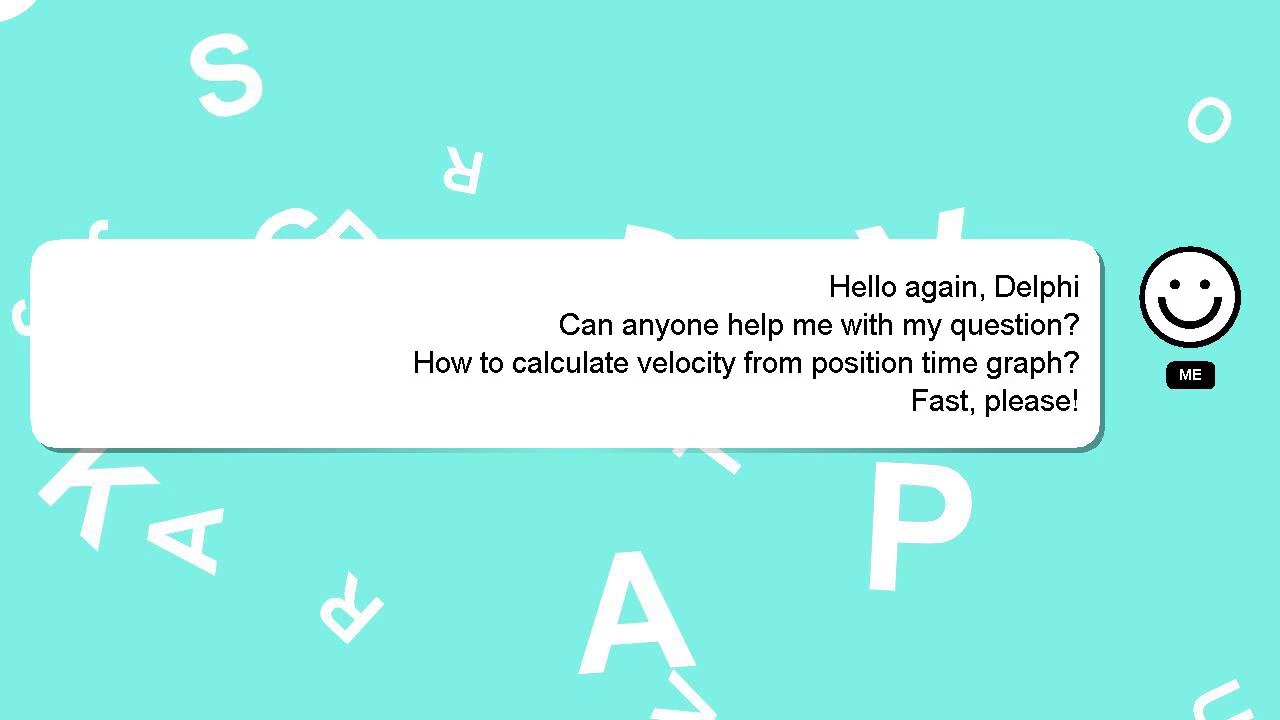 S
R
O
Hello again, Delphi
Can anyone help me with my question?
How to calculate velocity from position time graph?
Fast, please!
ME
K
A
R
A
P
V
U